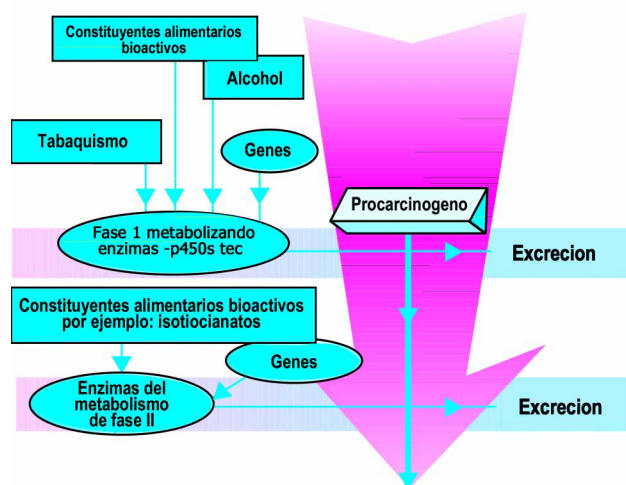 Constituyentes alimentarios
bioactivos
Alcohol
Tabaquismo
Genes
Procarcinogeno
Fase 1 metabolizando
enzimas -p450s tec
Excrecion
Constituyentes alimentarios bioactivos
por ejemplo: isotiocianatos
Genes
Enzimas del
metabolismo
de fase II
Excrecion